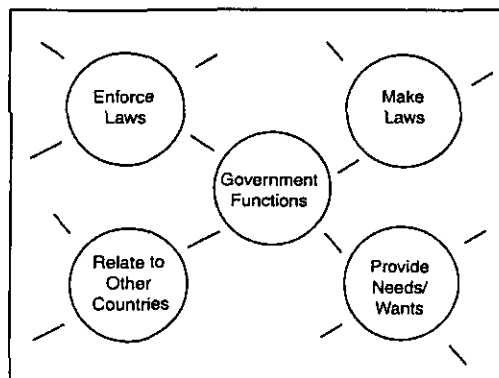 Enforce
Laws
Make
Laws
Government
Functions
Relate to
Other
Countries
Provide
Needs/
Wants